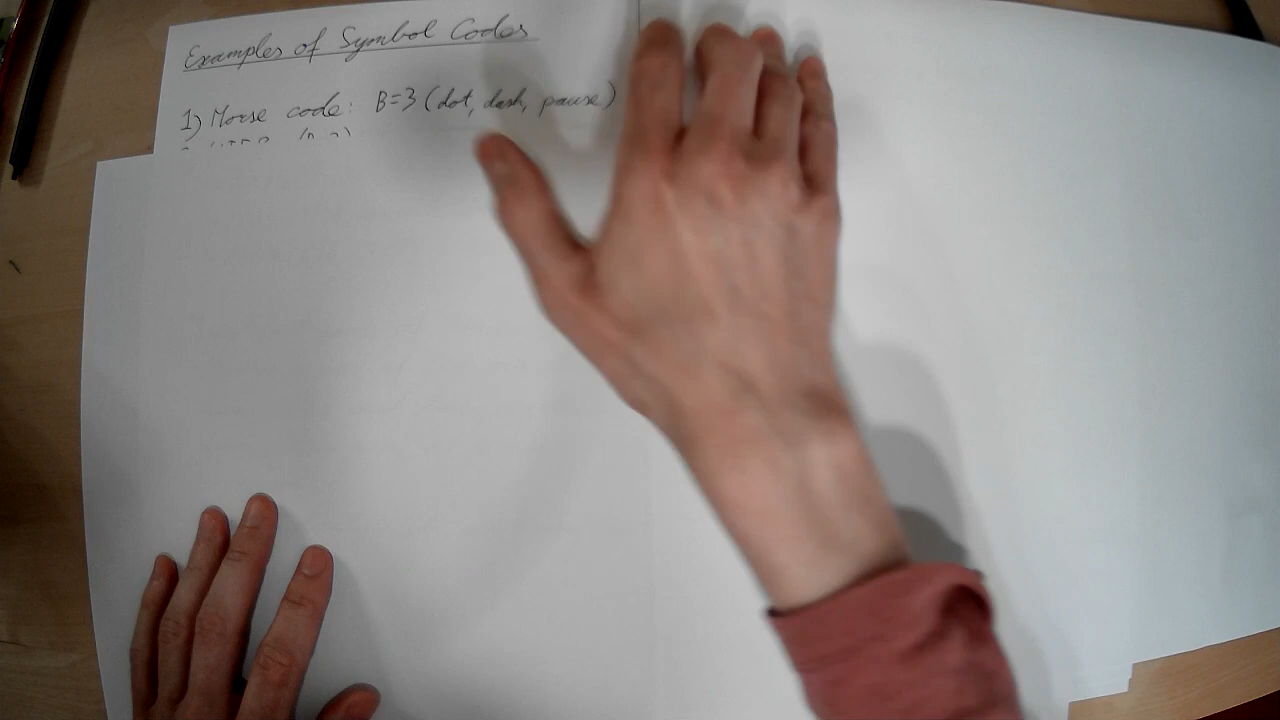 Examples of Symbol Codes
1) Morse code: B=3 (dot, dash, pause)